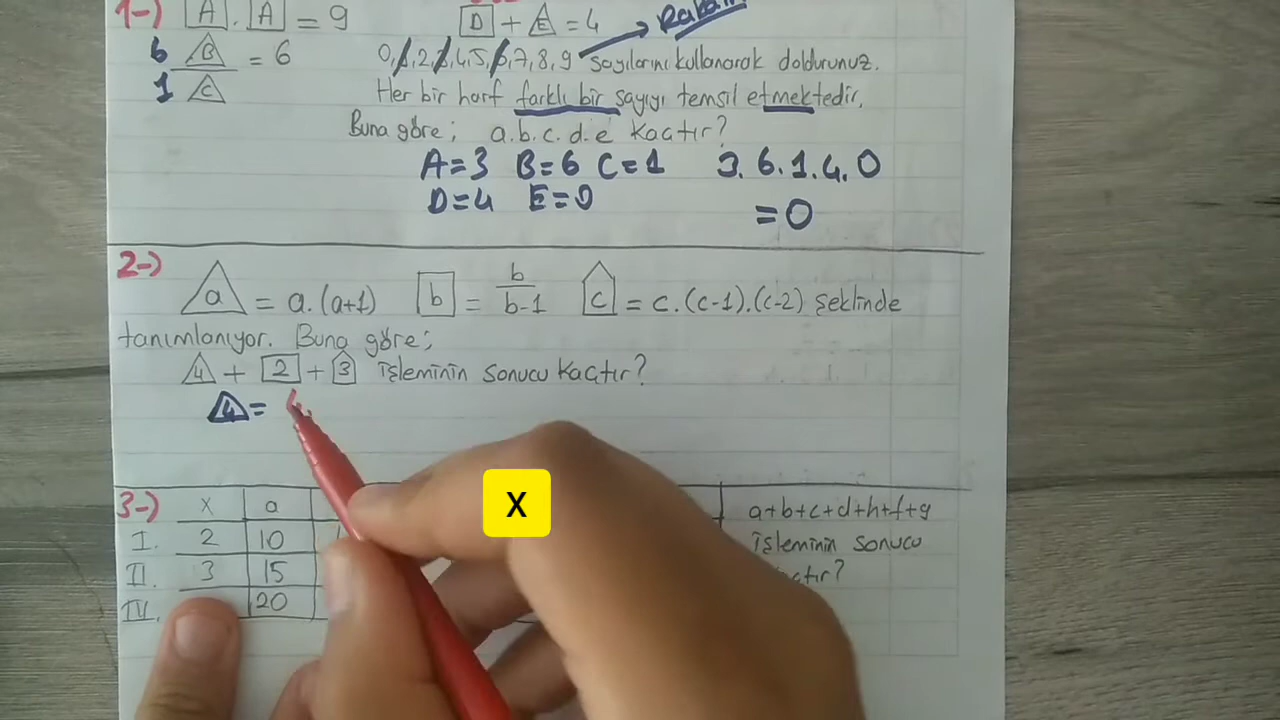 1-) A . A = 9 D + E = 4 Rakam
6 B = 6 0,1,2,3,4,5,6,7,8,9 sayılarını kullanarak doldurunuz.
1 C Her bir harf farklı bir sayıyı temsil etmektedir.
Buna göre; a.b.c.d.e kaçtır?
A=3 B=6 C=1 3.6.1.4.0
D=4 E=0 =0
2-) a = a.(a+1) b = b/b-1 c = c.(c-1).(c-2) şeklinde
tanımlanıyor. Buna göre;
4 + 2 + 3 işleminin sonucu kaçtır?
4 =
X
3-) x a a+b+c+d+h+f+g
I. 2 10 işleminin sonucu
II. 3 15
IV. 20